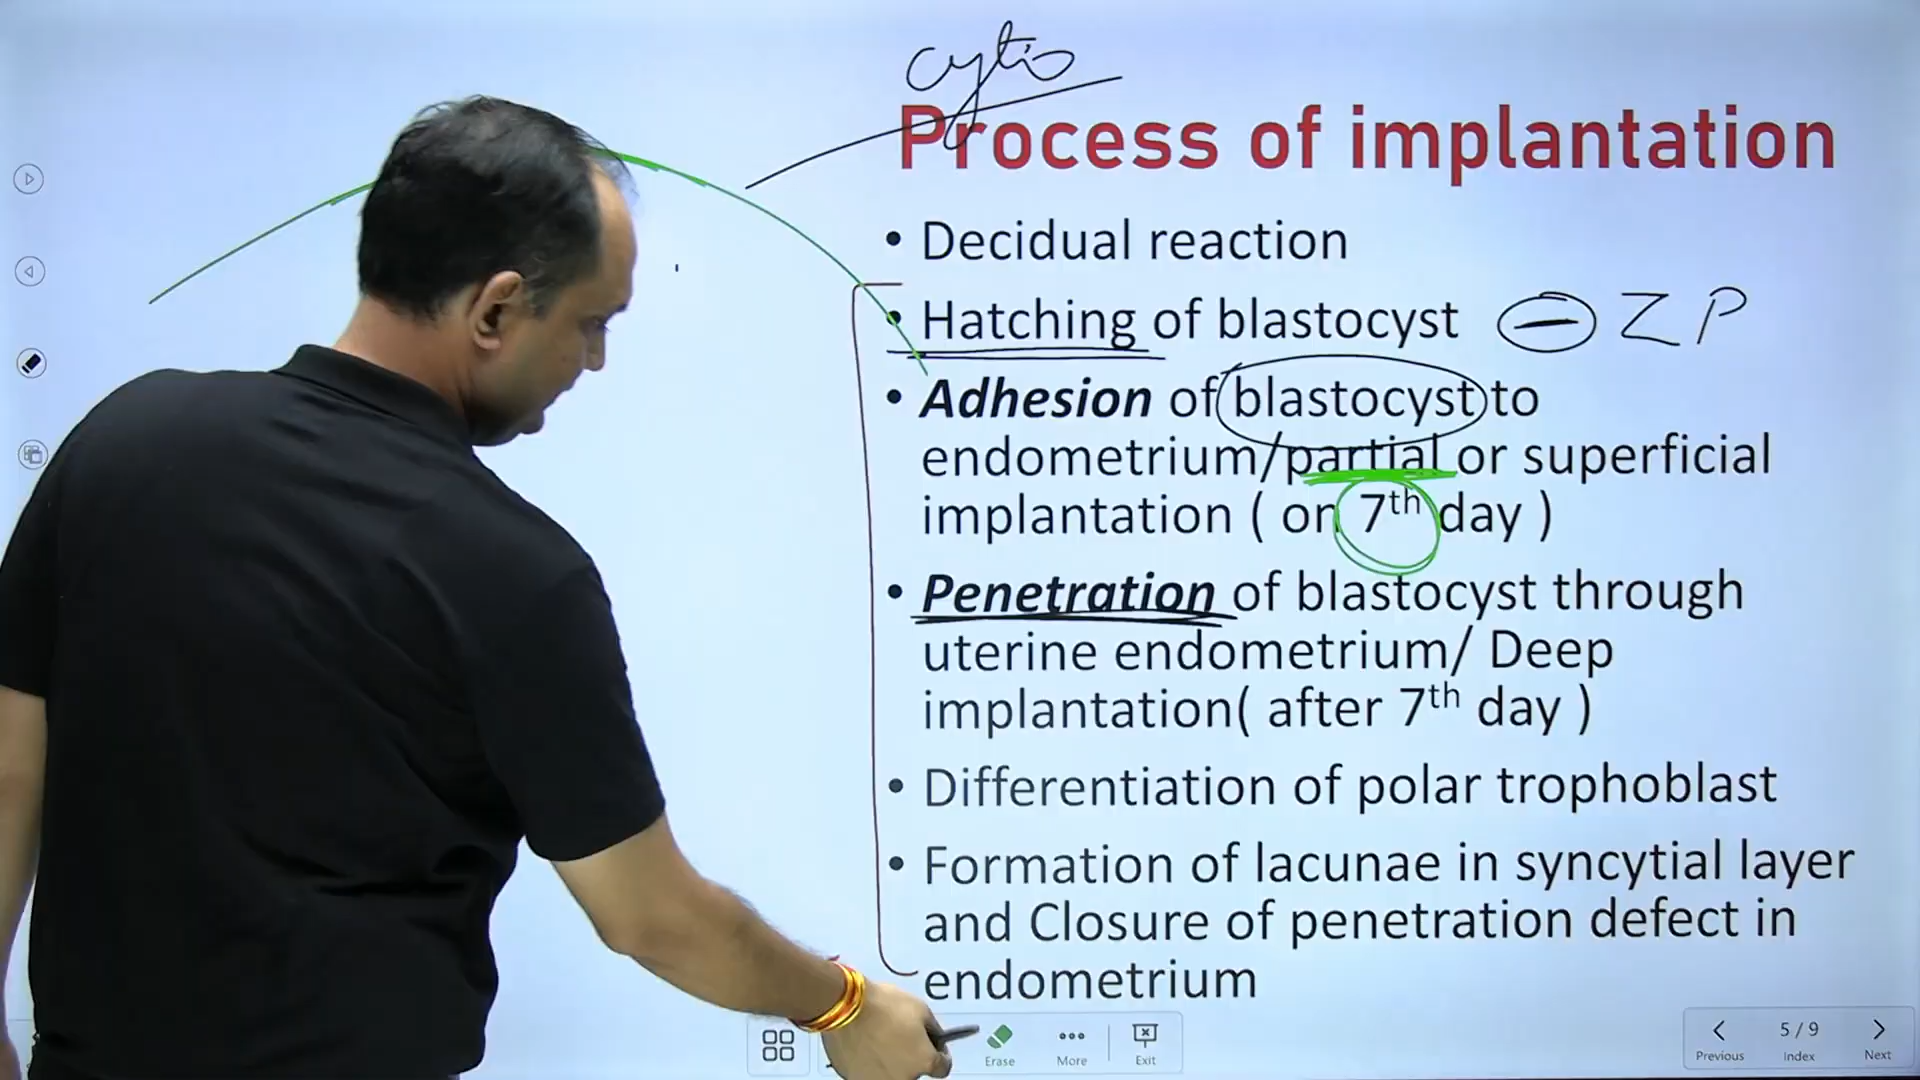 cytio
Process of implantation
• Decidual reaction
• Hatching of blastocyst − Z P
• Adhesion of blastocyst to
endometrium/partial or superficial
implantation ( on 7th day )
• Penetration of blastocyst through
uterine endometrium/ Deep
implantation( after 7th day )
• Differentiation of polar trophoblast
• Formation of lacunae in syncytial layer
and Closure of penetration defect in
endometrium
Erase
More
Exit
Previous
5 / 9
Index
Next